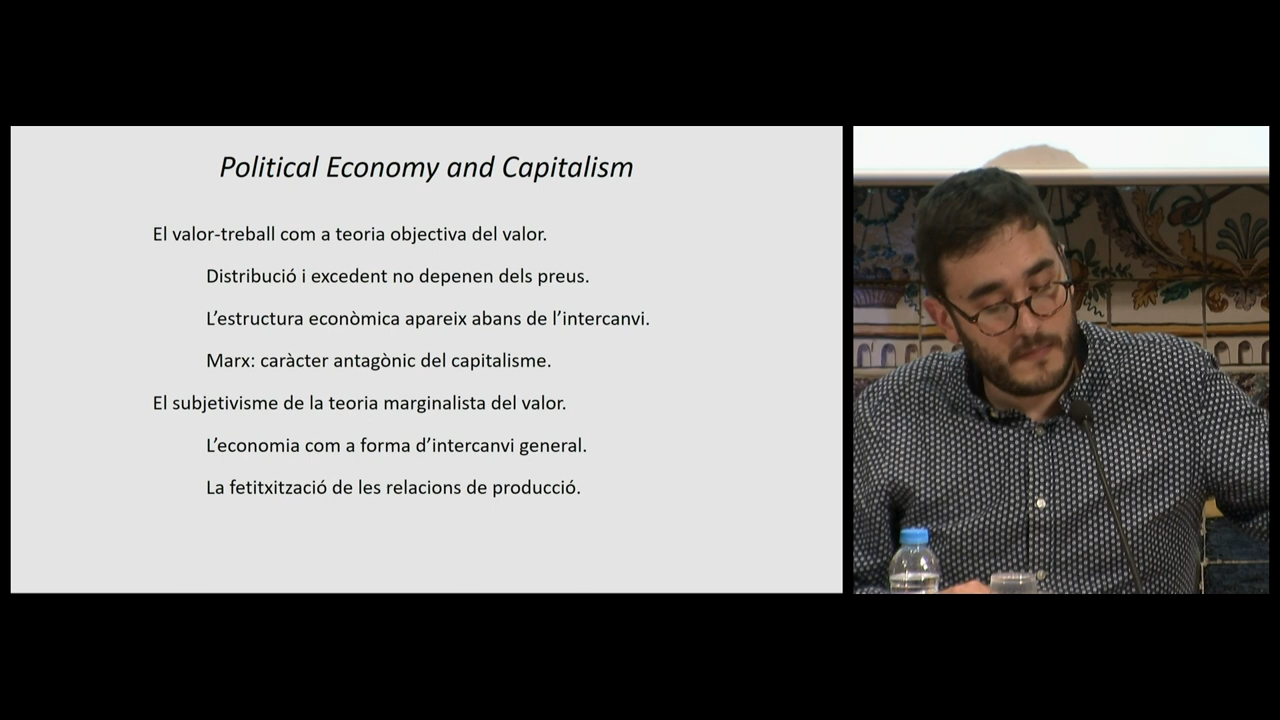 Political Economy and Capitalism
El valor-treball com a teoria objectiva del valor.
Distribució i excedent no depenen dels preus.
L’estructura econòmica apareix abans de l’intercanvi.
Marx: caràcter antagònic del capitalisme.
El subjetivisme de la teoria marginalista del valor.
L’economia com a forma d’intercanvi general.
La fetitxització de les relacions de producció.